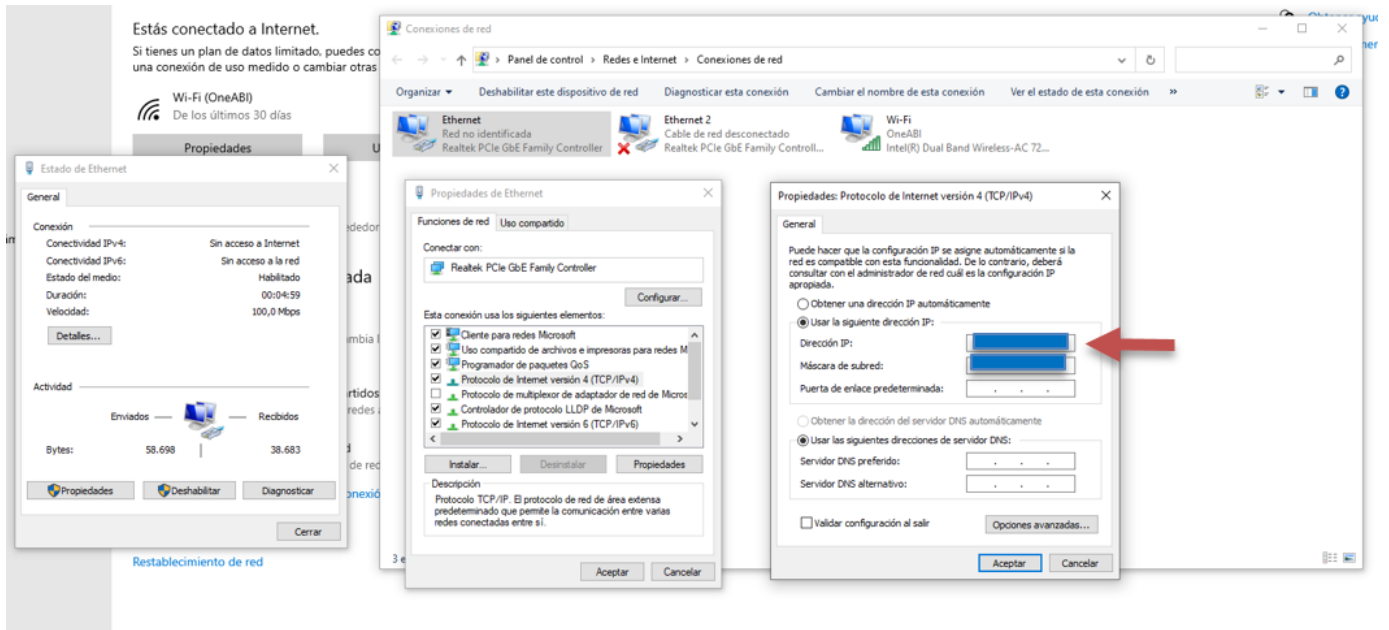 Estás conectado a Internet.
Si tienes un plan de datos limitado, puedes co
una conexión de uso medido o cambiar otras
Wi-Fi (OneABI)
De los últimos 30 días
Propiedades
U
Restablecimiento de red
Estado de Ethernet
General
Conexión
Conectividad IPv4: Sin acceso a Internet
Conectividad IPv6: Sin acceso a la red
Estado del medio: Habilitado
Duración: 00:04:59
Velocidad: 100,0 Mbps
Detalles...
Actividad
Enviados — — Recibidos
Bytes: 58.698 | 38.683
Propiedades Deshabilitar Diagnosticar
Cerrar
Conexiones de red
Panel de control > Redes e Internet > Conexiones de red
Organizar Deshabilitar este dispositivo de red Diagnosticar esta conexión Cambiar el nombre de esta conexión Ver el estado de esta conexión »
Ethernet
Red no identificada
Realtek PCIe GbE Family Controller
Ethernet 2
Cable de red desconectado
Realtek PCIe GbE Family Controll...
Wi-Fi
OneABI
Intel(R) Dual Band Wireless-AC 72...
Propiedades de Ethernet
Funciones de red Uso compartido
Conectar con:
Realtek PCIe GbE Family Controller
Configurar...
Esta conexión usa los siguientes elementos:
Cliente para redes Microsoft
Uso compartido de archivos e impresoras para redes M
Programador de paquetes QoS
Protocolo de Internet versión 4 (TCP/IPv4)
Protocolo de multiplexor de adaptador de red de Micros
Controlador de protocolo LLDP de Microsoft
Protocolo de Internet versión 6 (TCP/IPv6)
Instalar... Desinstalar Propiedades
Descripción
Protocolo TCP/IP. El protocolo de red de área extensa
predeterminado que permite la comunicación entre varias
redes conectadas entre sí.
Aceptar Cancelar
Propiedades: Protocolo de Internet versión 4 (TCP/IPv4)
General
Puede hacer que la configuración IP se asigne automáticamente si la
red es compatible con esta funcionalidad. De lo contrario, deberá
consultar con el administrador de red cuál es la configuración IP
apropiada.
Obtener una dirección IP automáticamente
Usar la siguiente dirección IP:
Dirección IP:
Máscara de subred:
Puerta de enlace predeterminada: . . .
Obtener la dirección del servidor DNS automáticamente
Usar las siguientes direcciones de servidor DNS:
Servidor DNS preferido: . . .
Servidor DNS alternativo: . . .
Validar configuración al salir
Opciones avanzadas...
Aceptar Cancelar